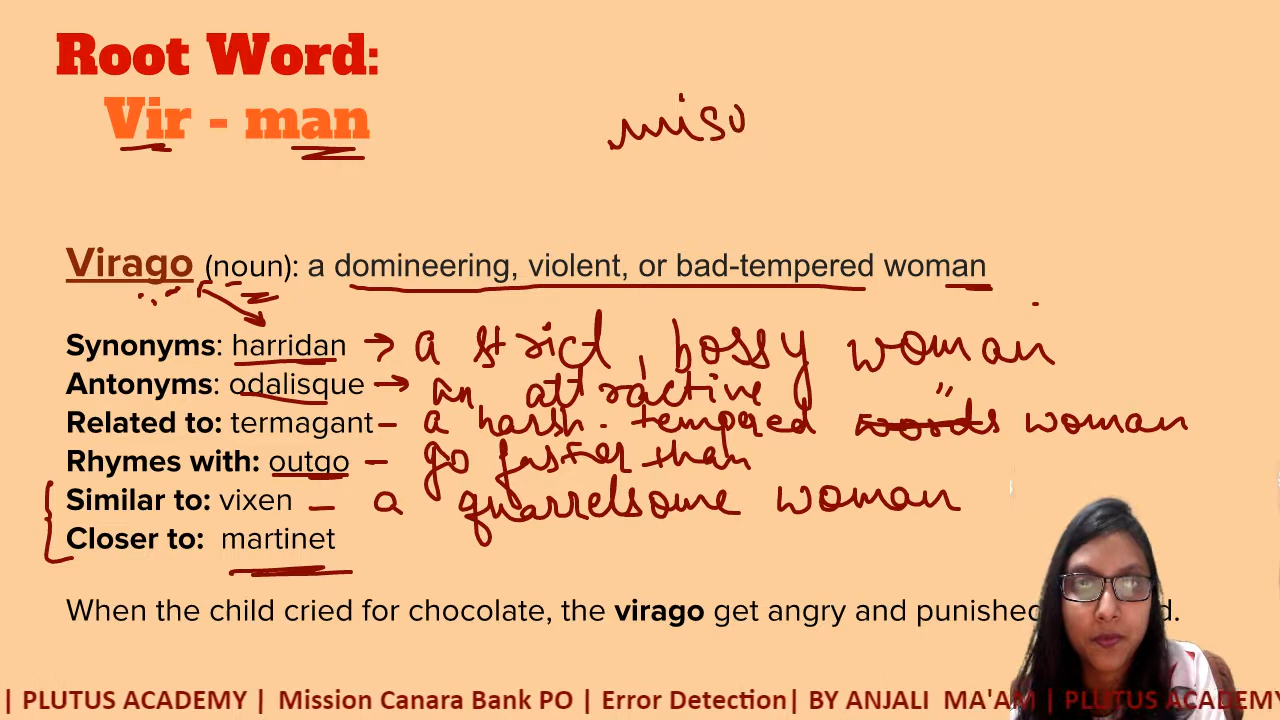 Root Word:
Vir - man
miso
Virago (noun): a domineering, violent, or bad-tempered woman
Synonyms: harridan → a strict, bossy woman
Antonyms: odalisque → an attractive "
Related to: termagant - a harsh-tempered woman
Rhymes with: outgo - go faster than
Similar to: vixen - a quarrelsome woman
Closer to: martinet
When the child cried for chocolate, the virago get angry and punished d.
| PLUTUS ACADEMY | Mission Canara Bank PO | Error Detection| BY ANJALI MA'AM | PLUTUS ACADEMY